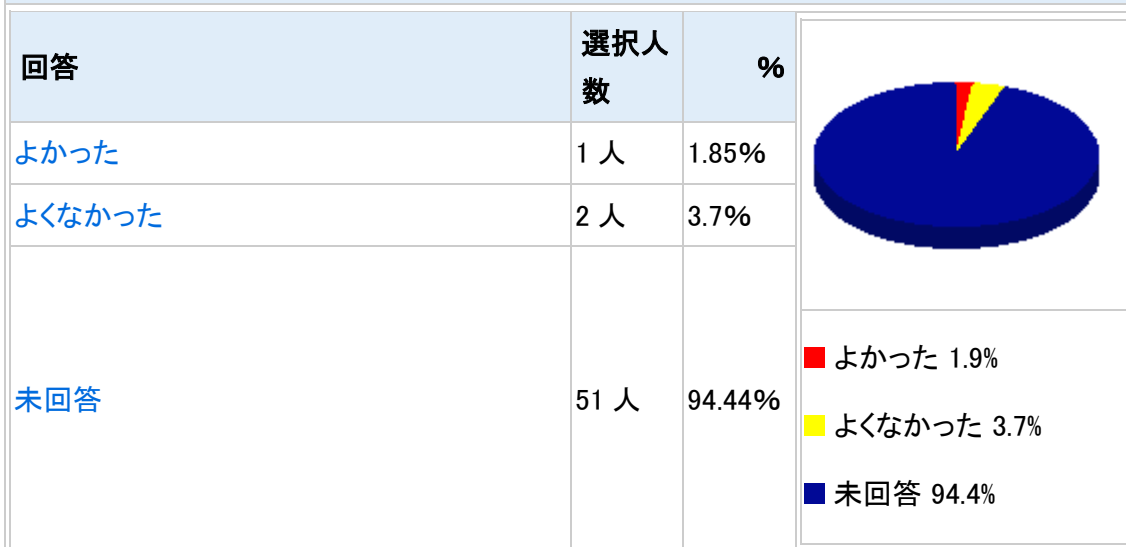 回答 選択人数 %
よかった 1 人 1.85%
よくなかった 2 人 3.7%
未回答 51 人 94.44%
よかった 1.9%
よくなかった 3.7%
未回答 94.4%